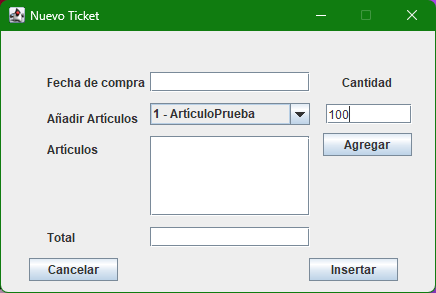 Nuevo Ticket
Fecha de compra
Cantidad
Añadir Artículos
1 - ArtículoPrueba
100
Artículos
Agregar
Total
Cancelar
Insertar